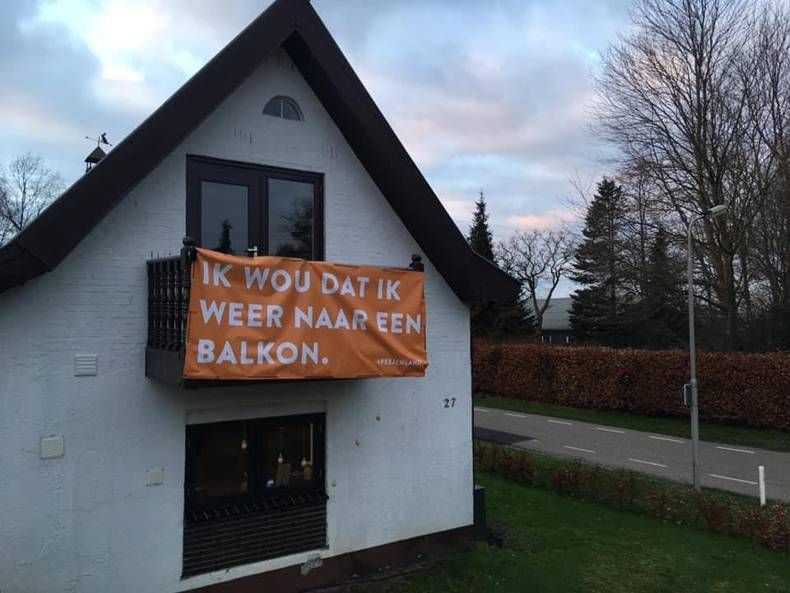 IK WOU DAT IK
WEER NAAR EEN
BALKON.
27